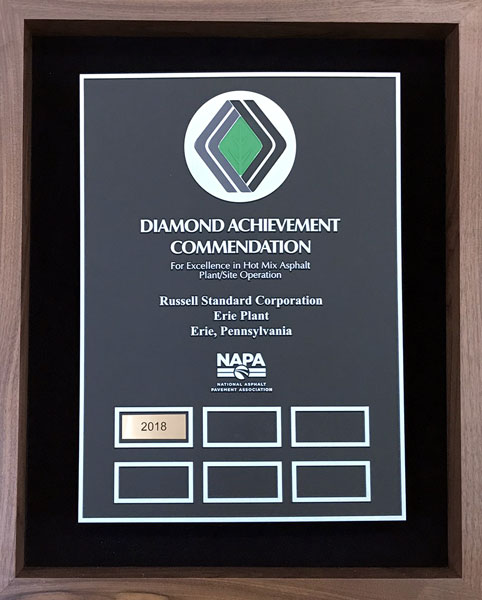 DIAMOND ACHIEVEMENT
COMMENDATION
For Excellence in Hot Mix Asphalt
Plant/Site Operation
Russell Standard Corporation
Erie Plant
Erie, Pennsylvania
NAPA
NATIONAL ASPHALT
PAVEMENT ASSOCIATION
2018